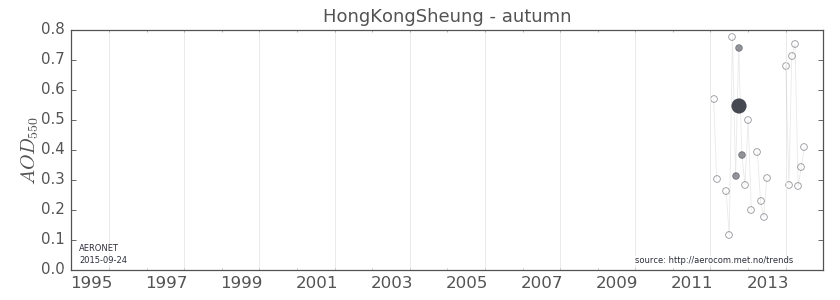 HongKongSheung - autumn
0.8
0.7
0.6
0.5
0.4
0.3
0.2
0.1
0.0
AOD550
AERONET
2015-09-24
source: http://aerocom.met.no/trends
1995 1997 1999 2001 2003 2005 2007 2009 2011 2012 2013